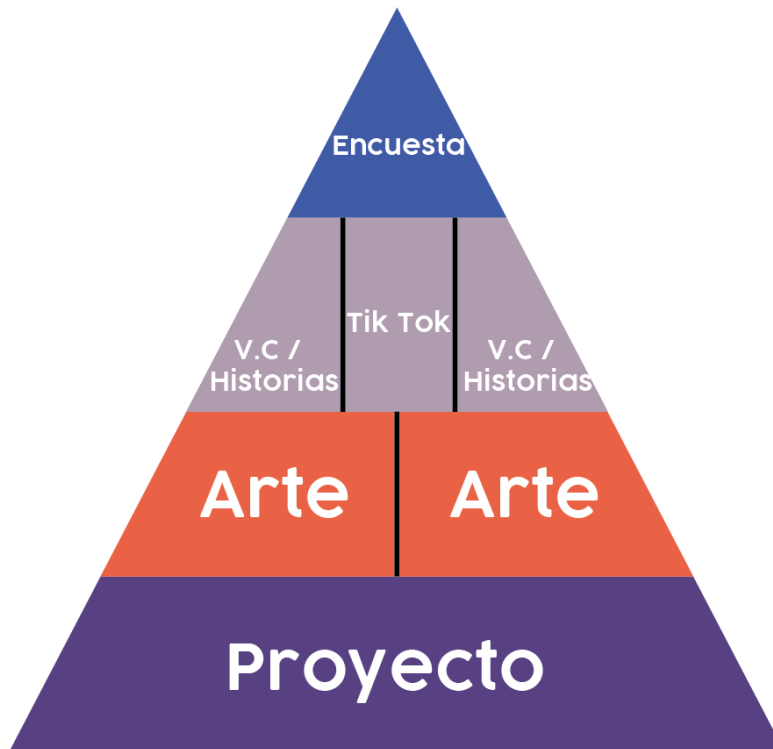 Encuesta
Tik Tok
V.C /
Historias
V.C /
Historias
Arte
Arte
Proyecto